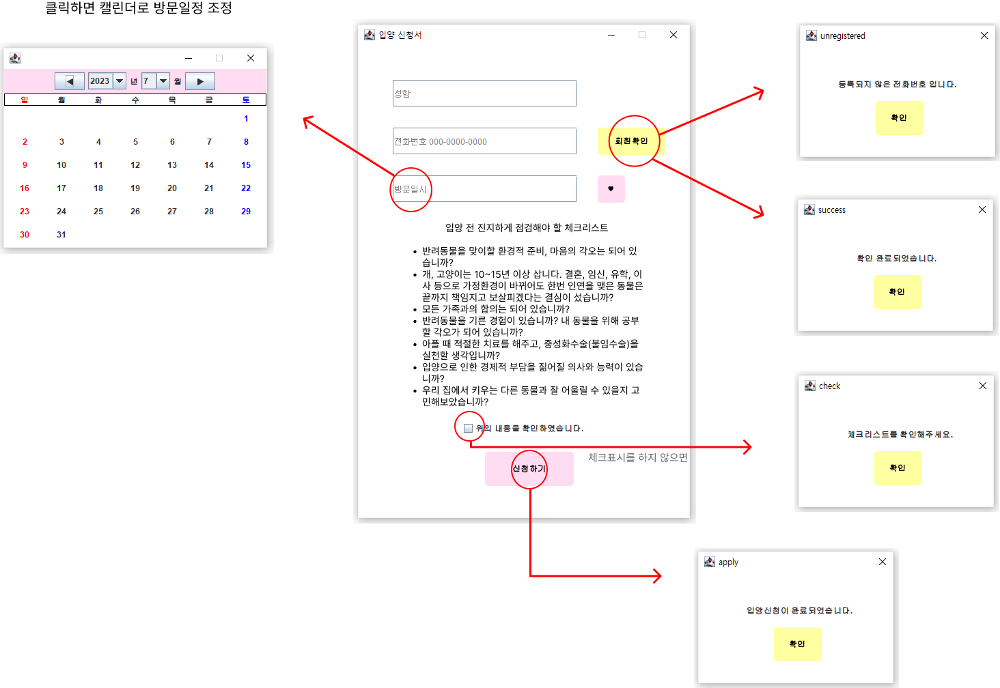 클릭하면 캘린더로 방문일정 조정
◀ 2023 년 7 월 ▶
일 월 화 수 목 금 토
1
2 3 4 5 6 7 8
9 10 11 12 13 14 15
16 17 18 19 20 21 22
23 24 25 26 27 28 29
30 31
입양 신청서
성함
전화번호 000-0000-0000
회원확인
방문일시
♥
입양 전 진지하게 점검해야 할 체크리스트
• 반려동물을 맞이할 환경적 준비, 마음의 각오는 되어 있
습니까?
• 개, 고양이는 10~15년 이상 삽니다. 결혼, 임신, 유학, 이
사 등으로 가정환경이 바뀌어도 한번 인연을 맺은 동물은
끝까지 책임지고 보살피겠다는 결심이 섰습니까?
• 모든 가족과의 합의는 되어 있습니까?
• 반려동물을 기른 경험이 있습니까? 내 동물을 위해 공부
할 각오가 되어 있습니까?
• 아플 때 적절한 치료를 해주고, 중성화수술(불임수술)을
실천할 생각입니까?
• 입양으로 인한 경제적 부담을 짊어질 의사와 능력이 있습
니까?
• 우리 집에서 키우는 다른 동물과 잘 어울릴 수 있을지 고
민해보았습니까?
위의 내용을 확인하였습니다.
체크표시를 하지 않으면
신청하기
unregistered
등록되지 않은 전화번호 입니다.
확인
success
확인 완료되었습니다.
확인
check
체크리스트를 확인해주세요.
확인
apply
입양신청이 완료되었습니다.
확인